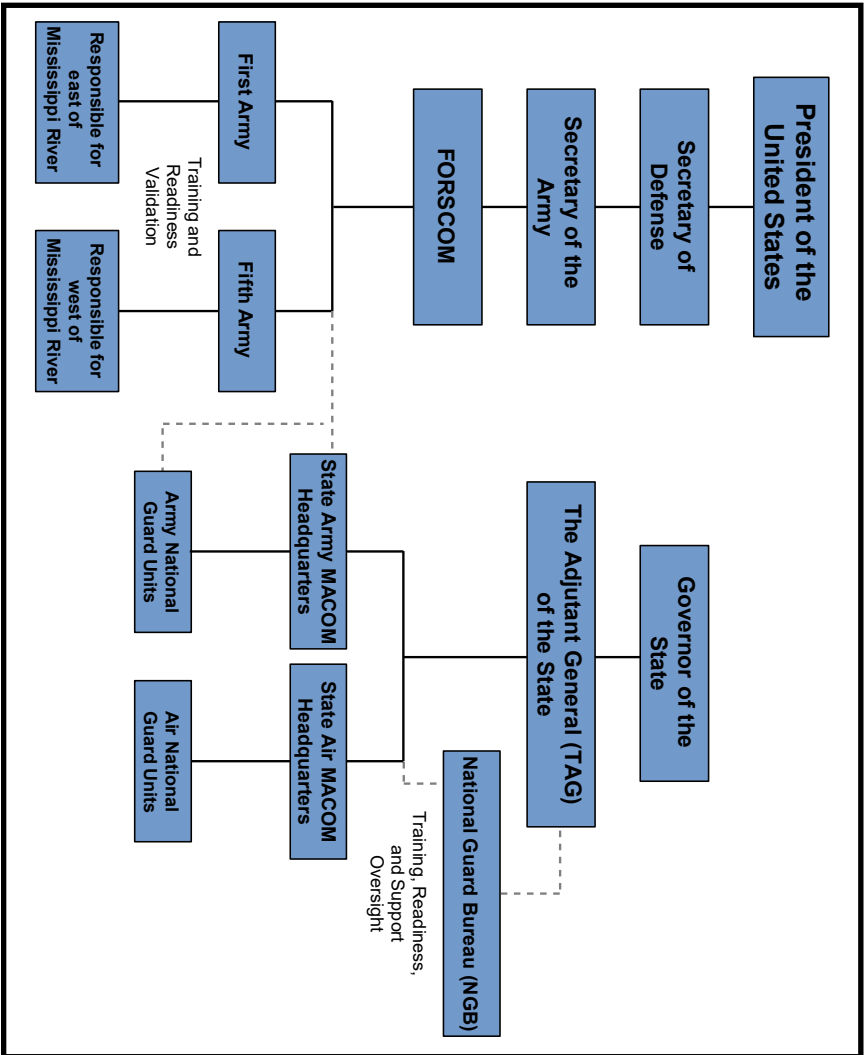 President of the
United States
Secretary of
Defense
Secretary of the
Army
FORSCOM
First Army
Fifth Army
Training and
Readiness
Validation
Responsible for
east of
Mississippi River
Responsible for
west of
Mississippi River
Governor of the
State
The Adjutant General (TAG)
of the State
National Guard Bureau (NGB)
Training, Readiness,
and Support
Oversight
State Army MACOM
Headquarters
State Air MACOM
Headquarters
Army National
Guard Units
Air National
Guard Units